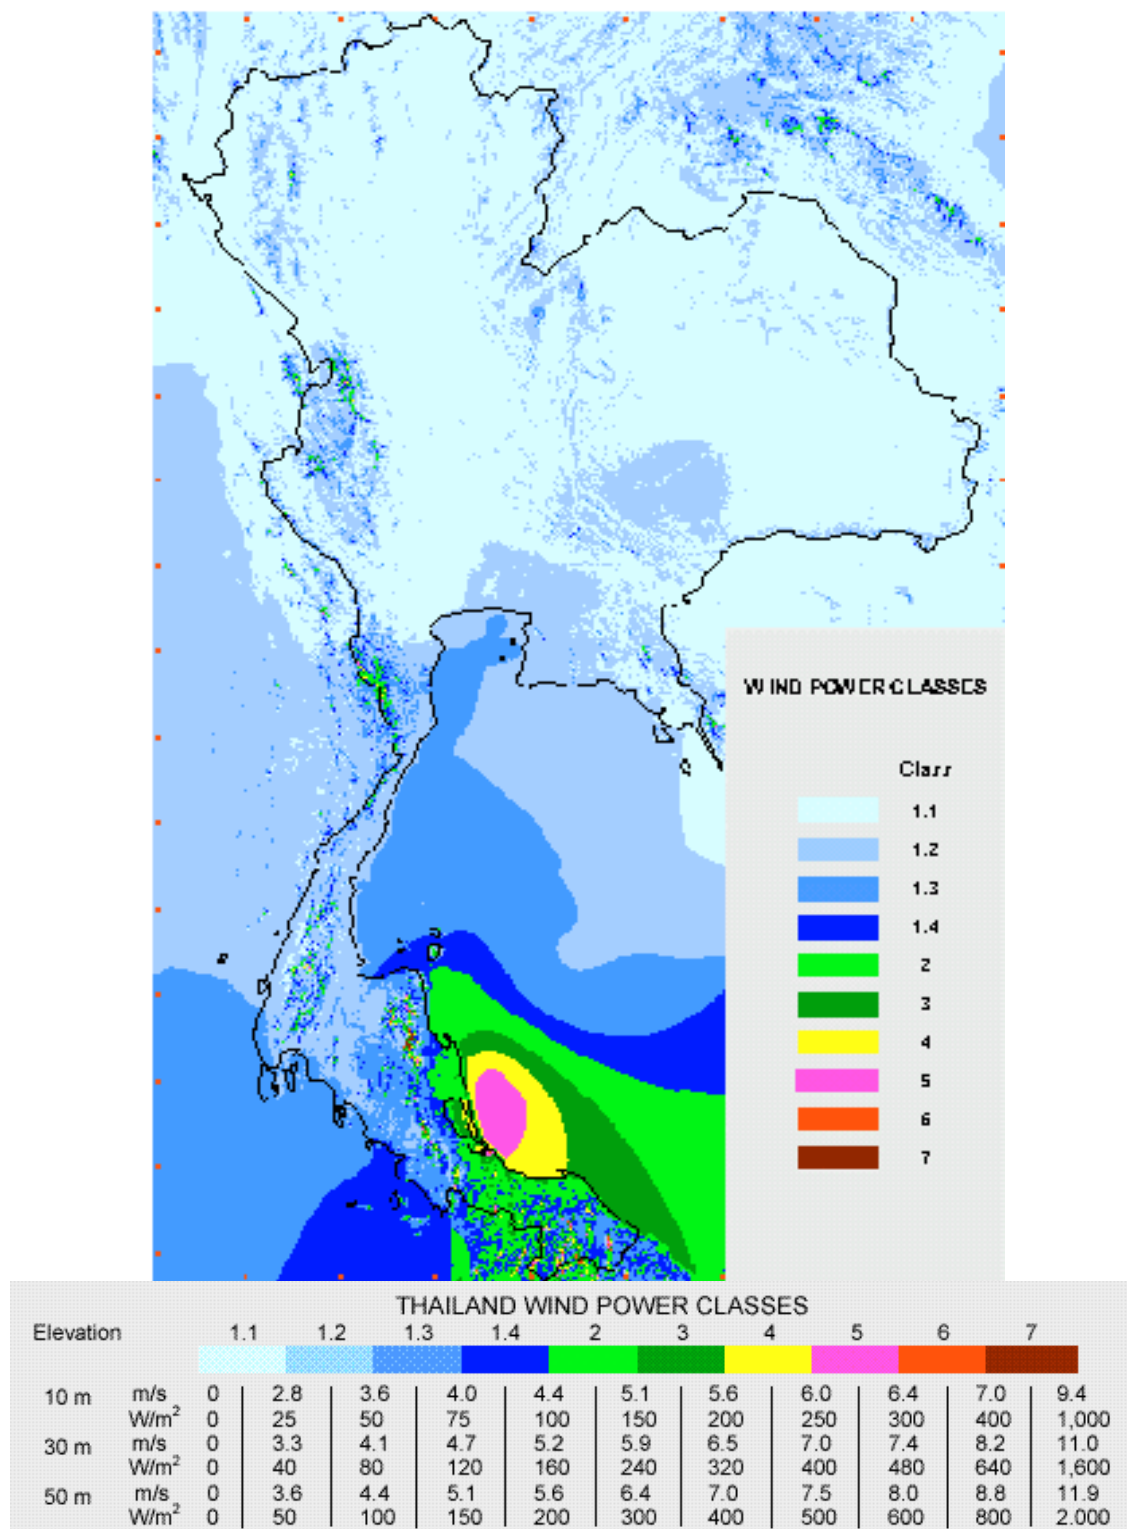 WIND POWER CLASSES
Class
1.1
1.2
1.3
1.4
2
3
4
5
6
7
THAILAND WIND POWER CLASSES
Elevation 1.1 1.2 1.3 1.4 2 3 4 5 6 7
10 m m/s 0 2.8 3.6 4.0 4.4 5.1 5.6 6.0 6.4 7.0 9.4
W/m² 0 25 50 75 100 150 200 250 300 400 1,000
30 m m/s 0 3.3 4.1 4.7 5.2 5.9 6.5 7.0 7.4 8.2 11.0
W/m² 0 40 80 120 160 240 320 400 480 640 1,600
50 m m/s 0 3.6 4.4 5.1 5.6 6.4 7.0 7.5 8.0 8.8 11.9
W/m² 0 50 100 150 200 300 400 500 600 800 2.000